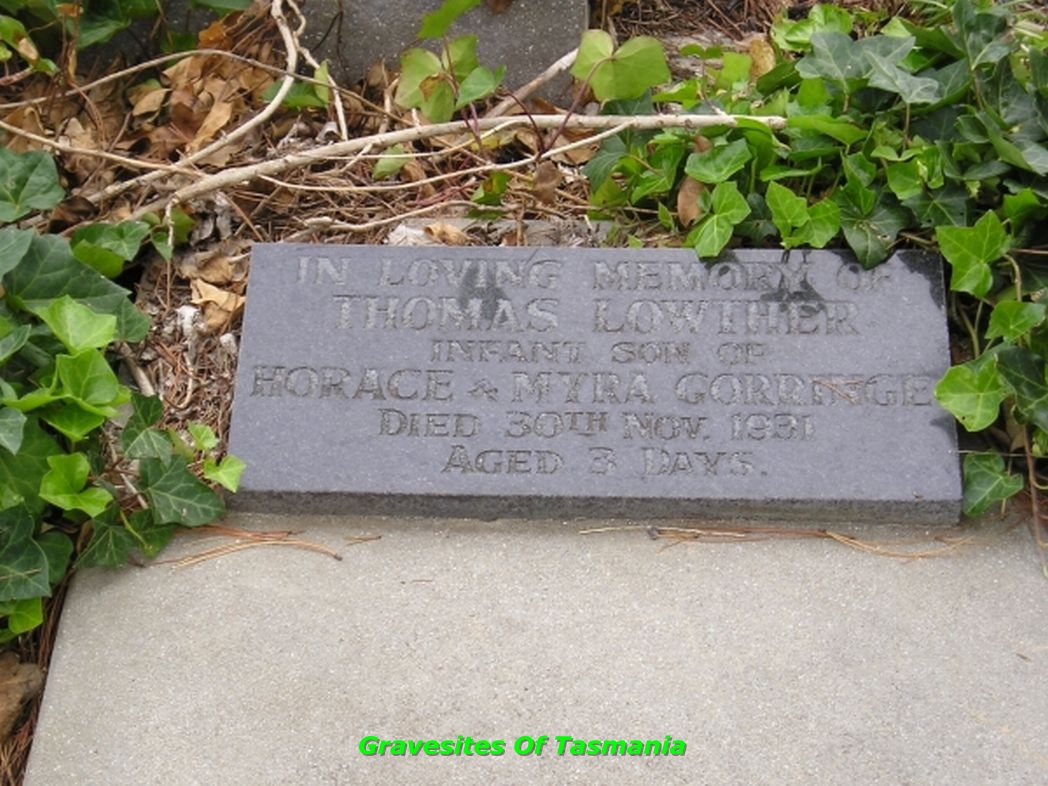 IN LOVING MEMORY OF
THOMAS LOWTHER
INFANT SON OF
HORACE & MYRA GORRINGE
DIED 30TH NOV. 1931
AGED 3 DAYS.
Gravesites Of Tasmania